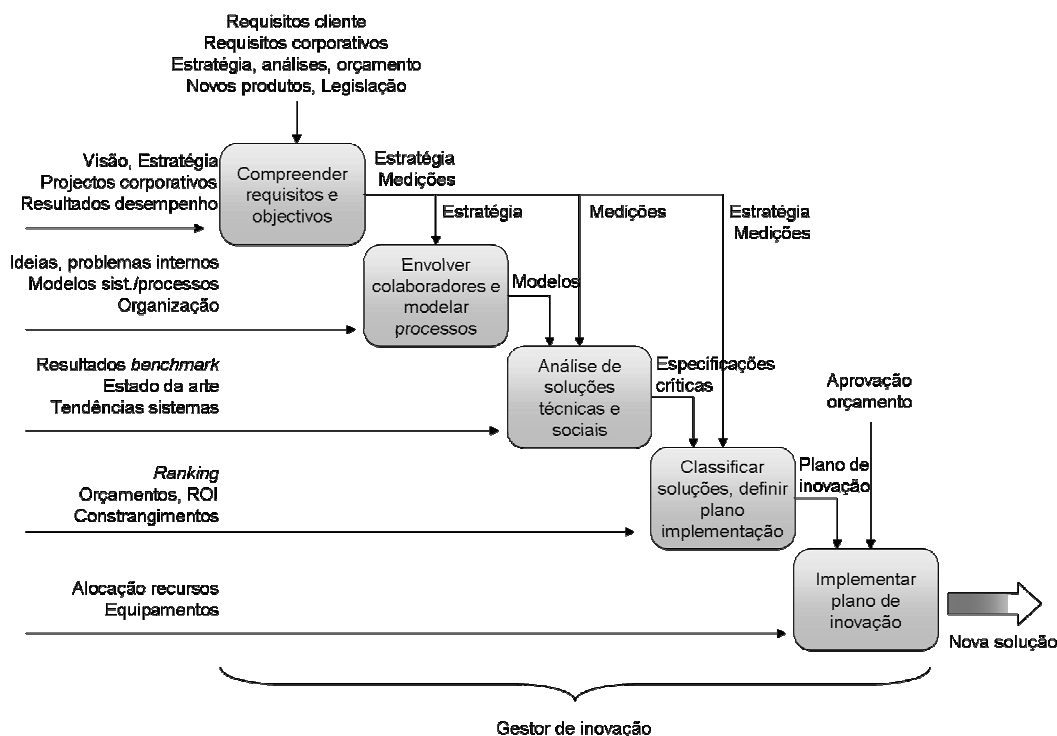 Requisitos cliente
Requisitos corporativos
Estratégia, análises, orçamento
Novos produtos, Legislação
Visão, Estratégia
Projectos corporativos
Resultados desempenho
Compreender
requisitos e
objectivos
Estratégia
Medições
Estratégia
Medições
Estratégia
Medições
Ideias, problemas internos
Modelos sist./processos
Organização
Envolver
colaboradores e
modelar
processos
Modelos
Resultados benchmark
Estado da arte
Tendências sistemas
Análise de
soluções
técnicas e
sociais
Especificações
críticas
Aprovação
orçamento
Ranking
Orçamentos, ROI
Constrangimentos
Classificar
soluções, definir
plano
implementação
Plano de
inovação
Alocação recursos
Equipamentos
Implementar
plano de
inovação
Nova solução
Gestor de inovação